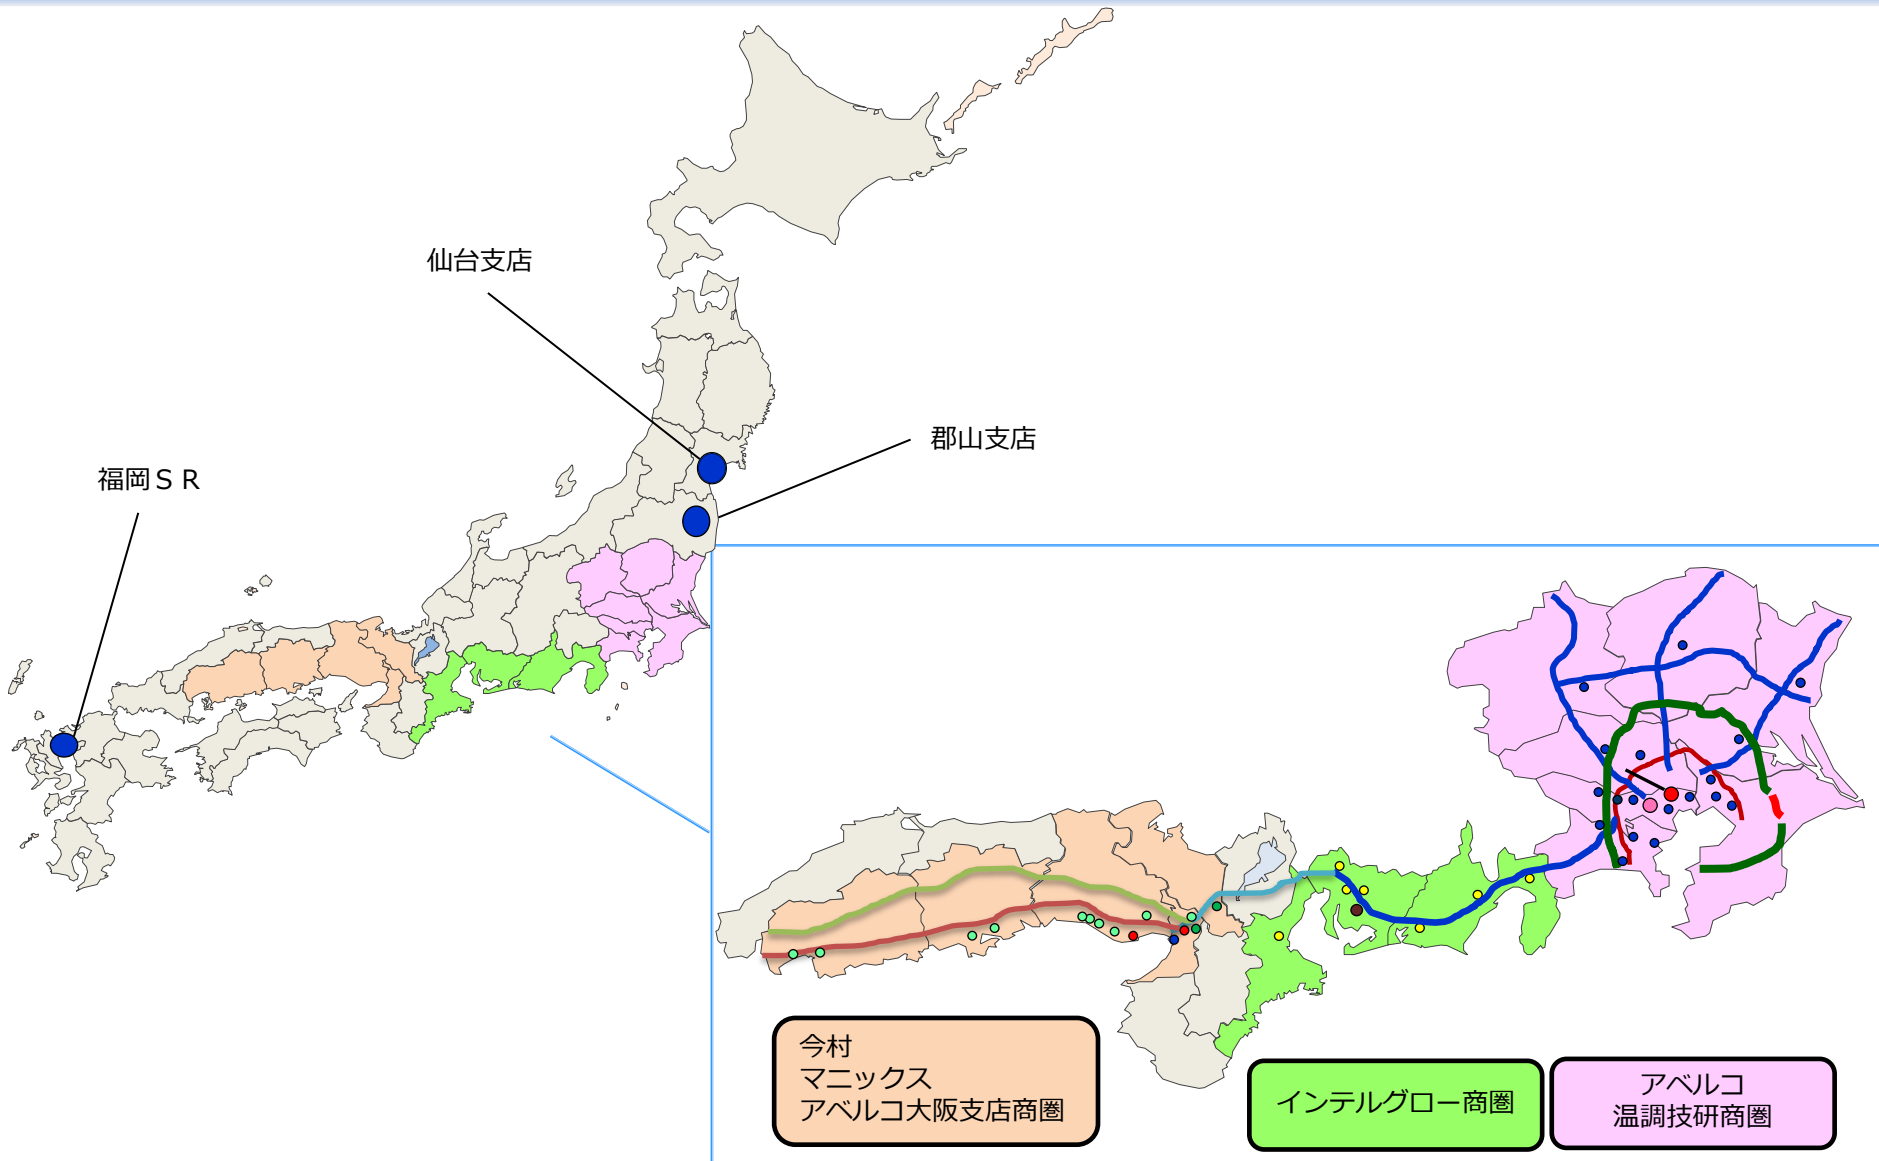 仙台支店
郡山支店
福岡ＳＲ
今村
マニックス
アベルコ大阪支店商圏
インテルグロー商圏
アベルコ
温調技研商圏